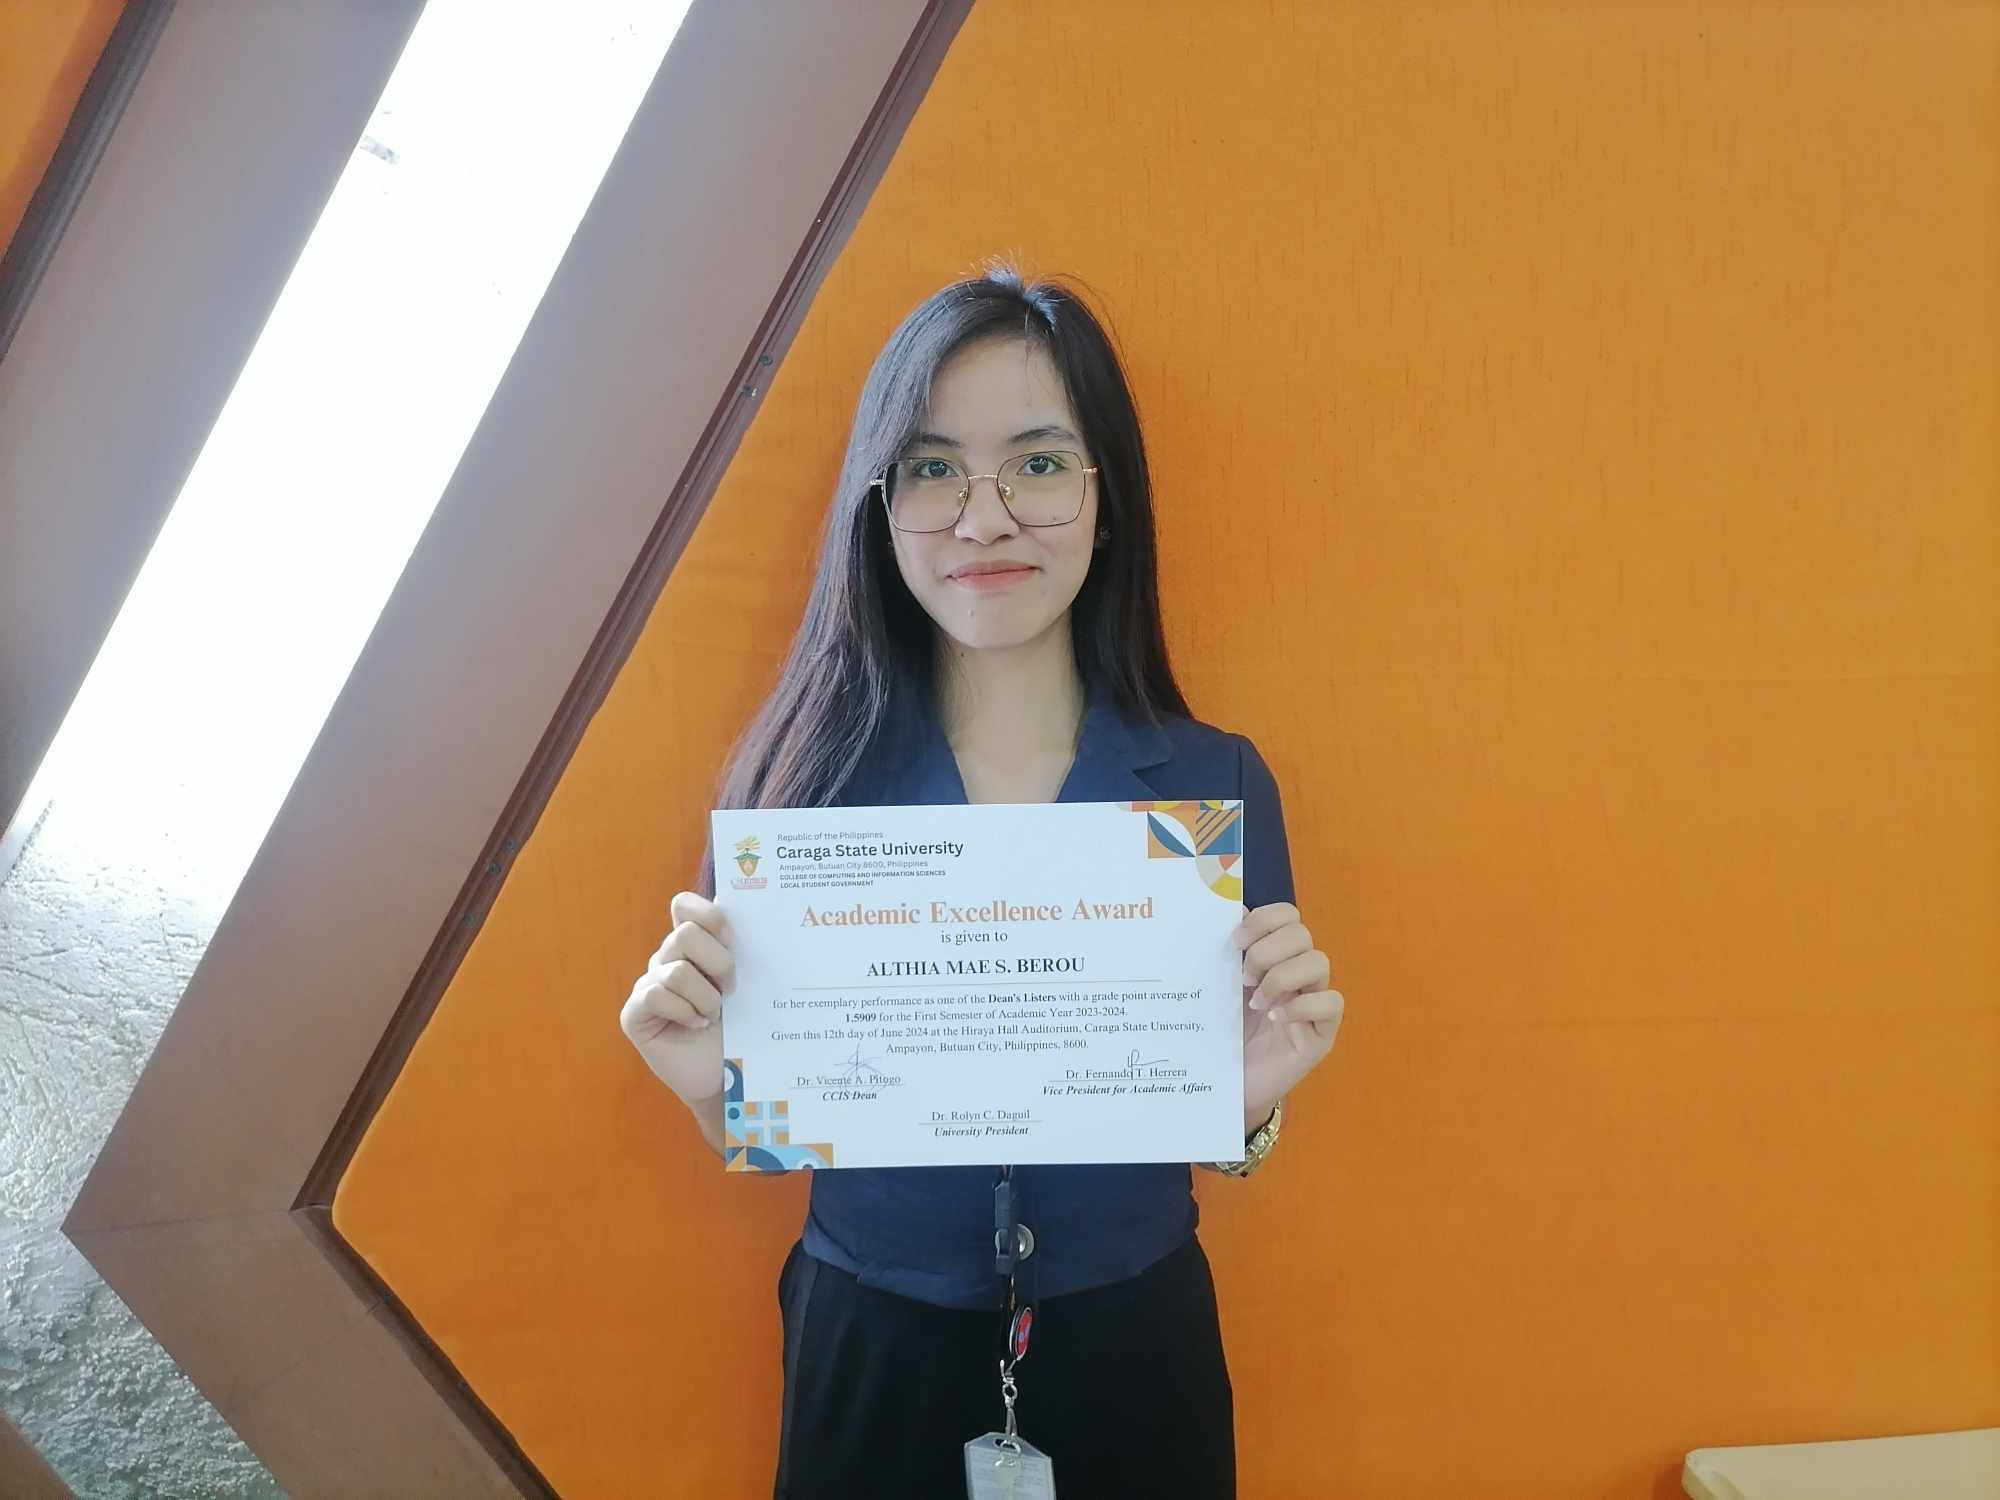 Republic of the Philippines
Caraga State University
Ampayon, Butuan City 8600, Philippines
COLLEGE OF COMPUTING AND INFORMATION SCIENCES
LOCAL STUDENT GOVERNMENT
Academic Excellence Award
is given to
ALTHIA MAE S. BEROU
for her exemplary performance as one of the Dean's Listers with a grade point average of
1.5909 for the First Semester of Academic Year 2023-2024.
Given this 12th day of June 2024 at the Hiraya Hall Auditorium, Caraga State University,
Ampayon, Butuan City, Philippines, 8600.
Dr. Vicente A. Pitogo
CCIS Dean
Dr. Fernando T. Herrera
Vice President for Academic Affairs
Dr. Rolyn C. Daguil
University President